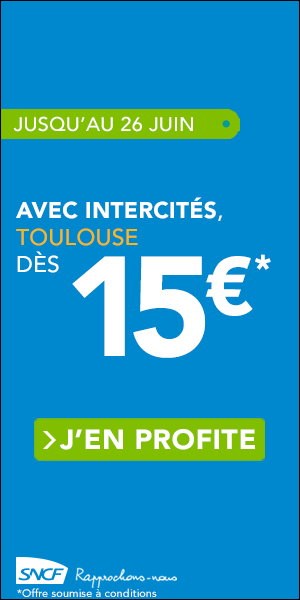 JUSQU'AU 26 JUIN
AVEC INTERCITÉS,
TOULOUSE
DÈS 15€*
> J'EN PROFITE
SNCF Rapprochons-nous
*Offre soumise à conditions